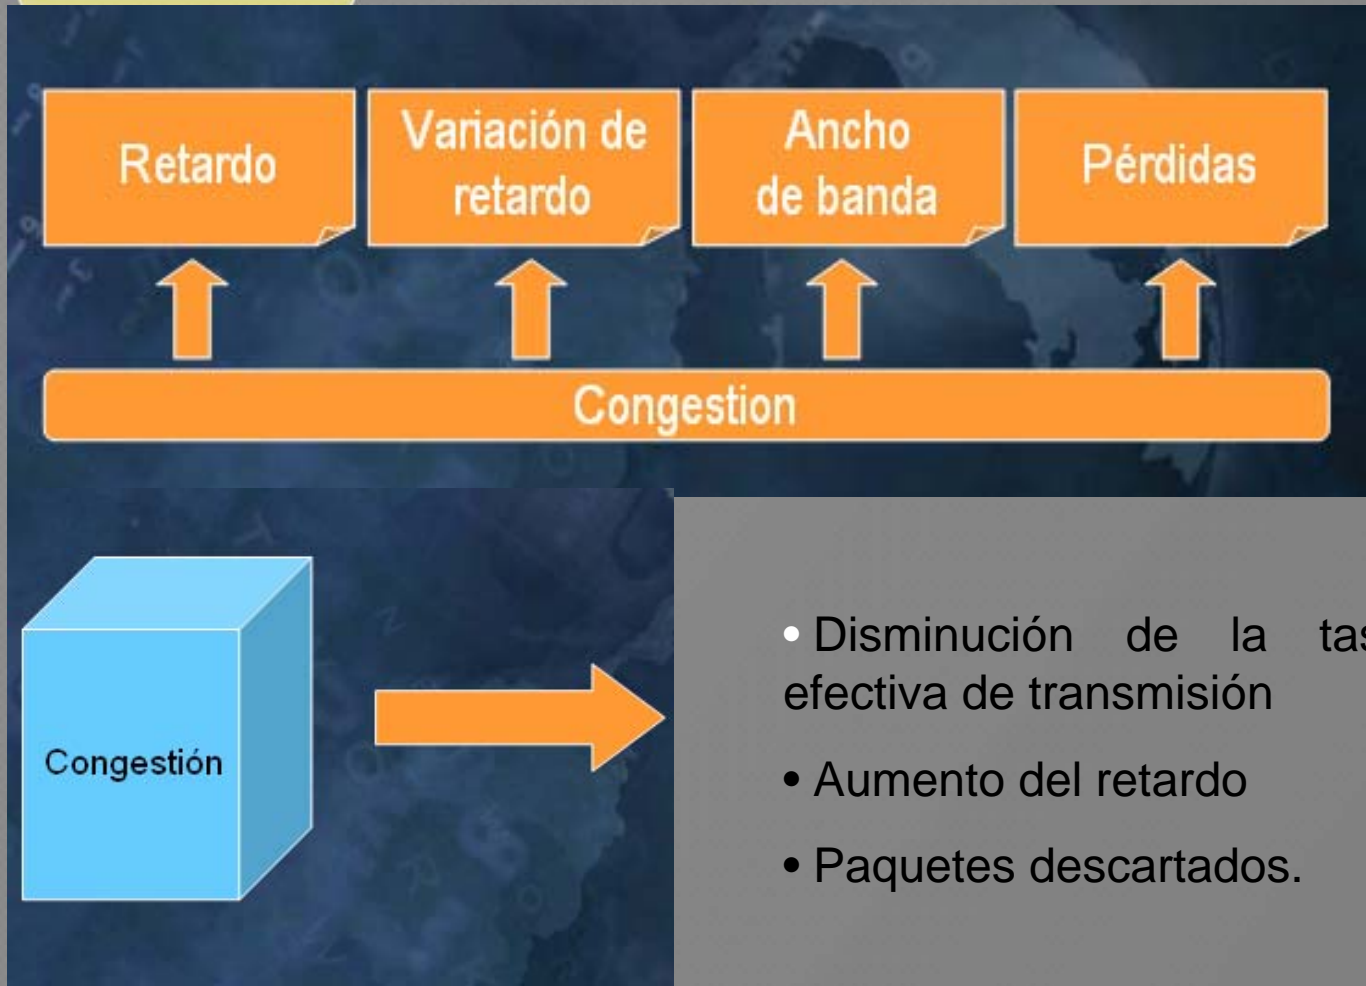 Retardo
Variación de
retardo
Ancho
de banda
Pérdidas
Congestion
Congestión
• Disminución de la
efectiva de transmisión
• Aumento del retardo
• Paquetes descartados.